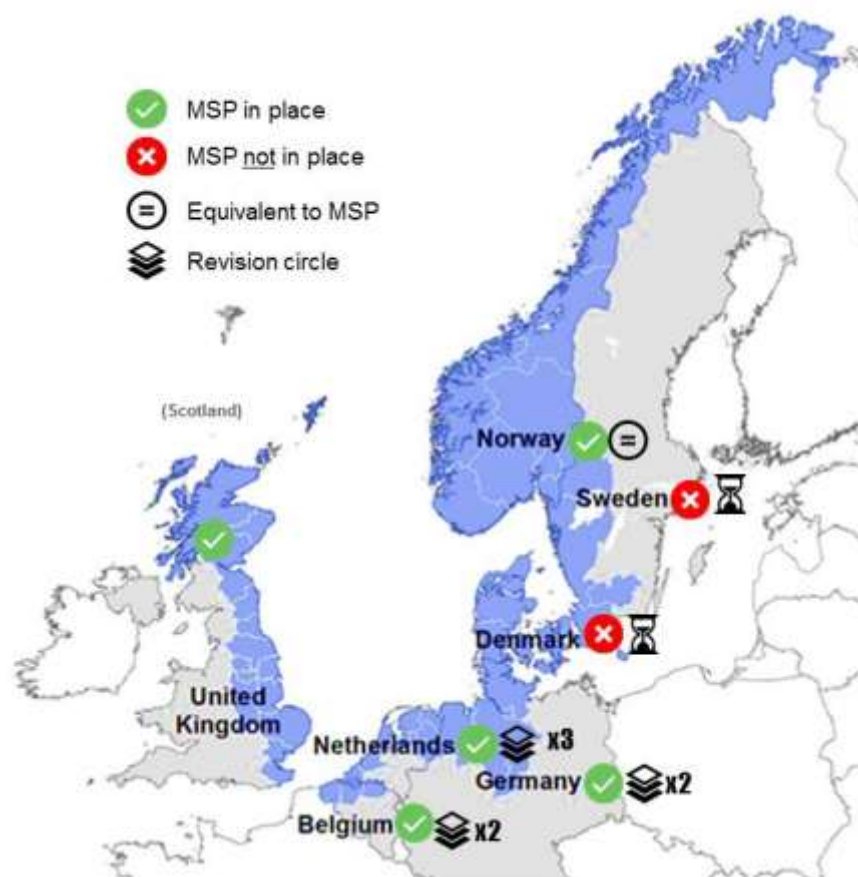 MSP in place
MSP not in place
Equivalent to MSP
Revision circle
(Scotland)
Norway
Sweden
Denmark
United
Kingdom
Netherlands x3
Germany x2
Belgium x2